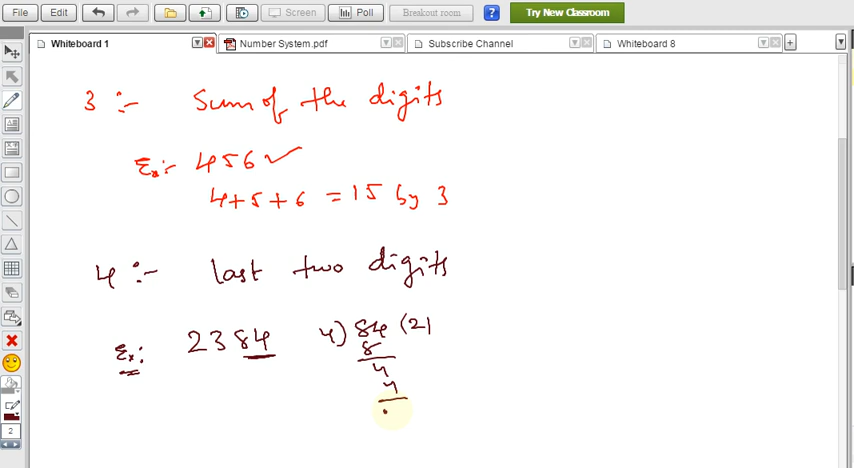 File Edit Screen Poll Breakout room ? Try New Classroom
Whiteboard 1 Number System.pdf Subscribe Channel Whiteboard 8
3 :- Sum of the digits
Ex:- 456 ✓
4+5+6 = 15 by 3
4 :- last two digits
Ex: 2384 4) 84 (21
8
4
4
2